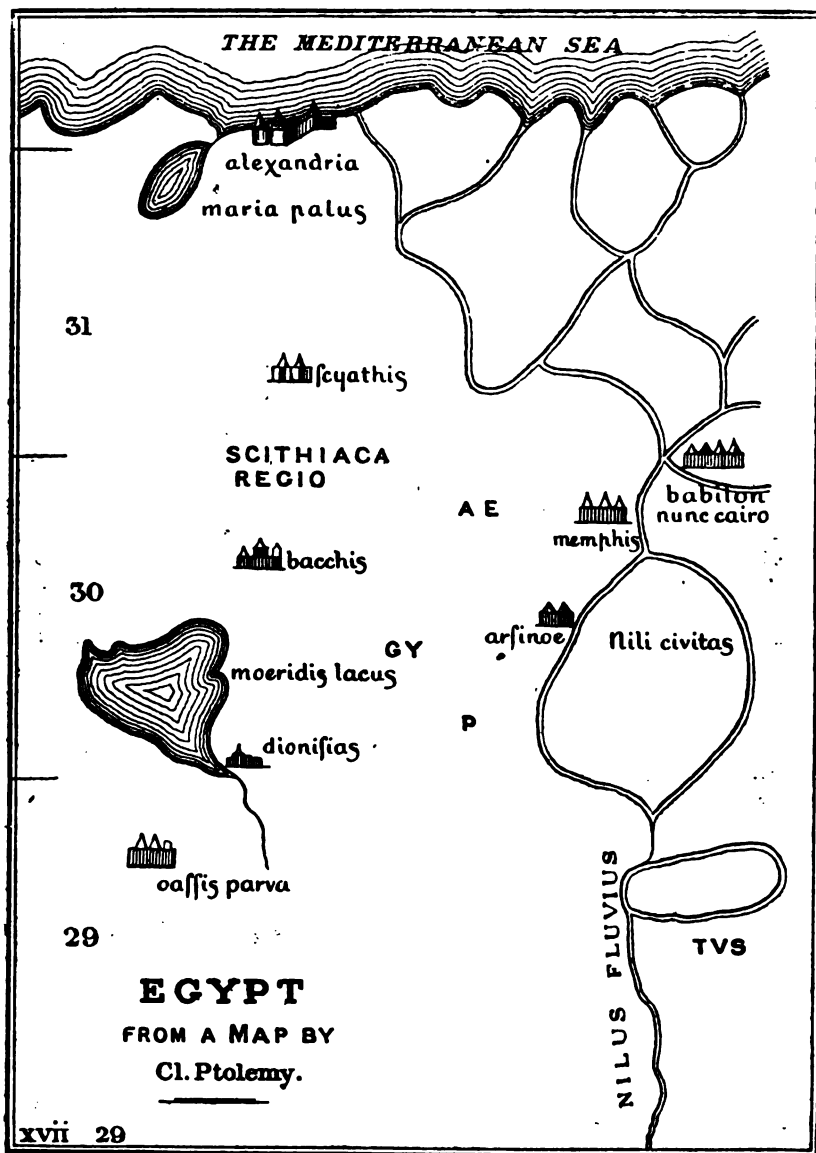 THE MEDITERRANEAN SEA
alexandria
maria palus
31
ſcyathis
SCITHIACA
REGIO
AE
babilon
nunc cairo
memphis
bacchis
30
arſinoe
Nili civitas
GY
moeridis lacus
P
dioniſias
oaſſis parva
NILUS FLUVIUS
29
TVS
EGYPT
FROM A MAP BY
Cl. Ptolemy.
xvii 29